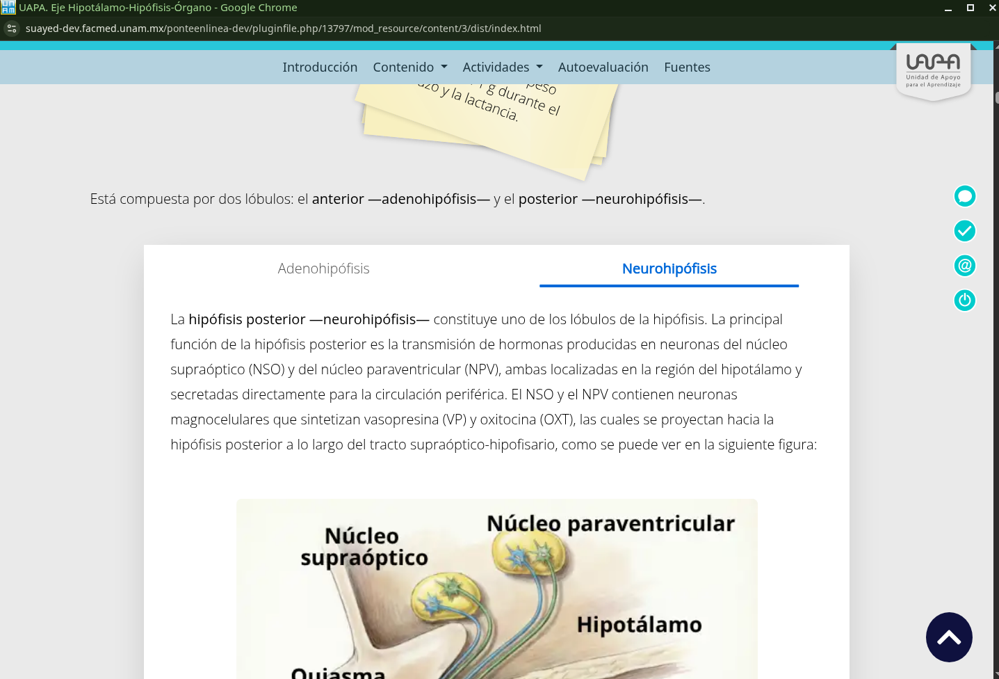 UAPA. Eje Hipotálamo-Hipófisis-Órgano - Google Chrome
suayed-dev.facmed.unam.mx/ponteenlinea-dev/pluginfile.php/13797/mod_resource/content/3/dist/index.html
Introducción Contenido Actividades Autoevaluación Fuentes
UAPA
Unidad de Apoyo
para el Aprendizaje
peso
g durante el
y la lactancia.
Está compuesta por dos lóbulos: el anterior —adenohipófisis— y el posterior —neurohipófisis—.
Adenohipófisis Neurohipófisis
La hipófisis posterior —neurohipófisis— constituye uno de los lóbulos de la hipófisis. La principal
función de la hipófisis posterior es la transmisión de hormonas producidas en neuronas del núcleo
supraóptico (NSO) y del núcleo paraventricular (NPV), ambas localizadas en la región del hipotálamo y
secretadas directamente para la circulación periférica. El NSO y el NPV contienen neuronas
magnocelulares que sintetizan vasopresina (VP) y oxitocina (OXT), las cuales se proyectan hacia la
hipófisis posterior a lo largo del tracto supraóptico-hipofisario, como se puede ver en la siguiente figura:
Núcleo paraventricular
Núcleo
supraóptico
Hipotálamo
Quiasma